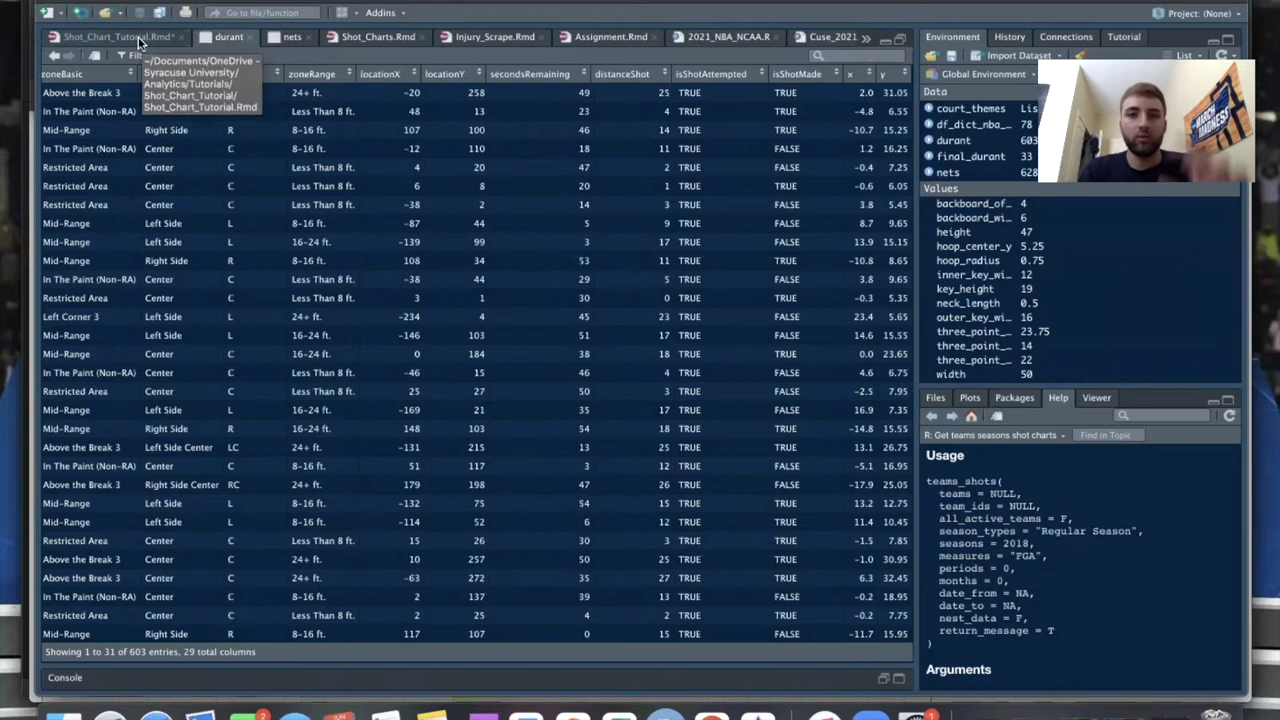 Go to file/function
Addins
Project: (None)
Shot_Chart_Tutorial.Rmd*
durant
nets
Shot_Charts.Rmd
Injury_Scrape.Rmd
Assignment.Rmd
2021_NBA_NCAA.R
Cuse_2021
~/Documents/OneDrive -
Syracuse University/
Analytics/Tutorials/
Shot_Chart_Tutorial/
Shot_Chart_Tutorial.Rmd
zoneBasic zoneRange locationX locationY secondsRemaining distanceShot isShotAttempted isShotMade x y
Above the Break 3 24+ ft. -20 258 49 25 TRUE TRUE 2.0 31.05
In The Paint (Non-RA) Less Than 8 ft. 48 13 23 4 TRUE FALSE -4.8 6.55
Mid-Range Right Side R 8-16 ft. 107 100 46 14 TRUE TRUE -10.7 15.25
In The Paint (Non-RA) Center C 8-16 ft. -12 110 18 11 TRUE FALSE 1.2 16.25
Restricted Area Center C Less Than 8 ft. 4 20 47 2 TRUE TRUE -0.4 7.25
Restricted Area Center C Less Than 8 ft. 6 8 20 1 TRUE TRUE -0.6 6.05
Restricted Area Center C Less Than 8 ft. -38 2 14 3 TRUE TRUE 3.8 5.45
Mid-Range Left Side L 8-16 ft. -87 44 5 9 TRUE FALSE 8.7 9.65
Mid-Range Left Side L 16-24 ft. -139 99 3 17 TRUE FALSE 13.9 15.15
Mid-Range Right Side R 8-16 ft. 108 34 53 11 TRUE TRUE -10.8 8.65
In The Paint (Non-RA) Center C Less Than 8 ft. -38 44 29 5 TRUE FALSE 3.8 9.65
Restricted Area Center C Less Than 8 ft. 3 1 30 0 TRUE TRUE -0.3 5.35
Left Corner 3 Left Side L 24+ ft. -234 4 45 23 TRUE FALSE 23.4 5.65
Mid-Range Left Side L 16-24 ft. -146 103 51 17 TRUE TRUE 14.6 15.55
Mid-Range Center C 16-24 ft. 0 184 38 18 TRUE TRUE 0.0 23.65
In The Paint (Non-RA) Center C Less Than 8 ft. -46 15 46 4 TRUE FALSE 4.6 6.75
Restricted Area Center C Less Than 8 ft. 25 27 50 3 TRUE TRUE -2.5 7.95
Mid-Range Left Side L 16-24 ft. -169 21 35 17 TRUE TRUE 16.9 7.35
Mid-Range Right Side R 16-24 ft. 148 103 54 18 TRUE TRUE -14.8 15.55
Above the Break 3 Left Side Center LC 24+ ft. -131 215 13 25 TRUE TRUE 13.1 26.75
In The Paint (Non-RA) Center C 8-16 ft. 51 117 3 12 TRUE FALSE -5.1 16.95
Above the Break 3 Right Side Center RC 24+ ft. 179 198 47 26 TRUE FALSE -17.9 25.05
Mid-Range Left Side L 8-16 ft. -132 75 54 15 TRUE TRUE 13.2 12.75
Mid-Range Left Side L 8-16 ft. -114 52 6 12 TRUE FALSE 11.4 10.45
Restricted Area Center C Less Than 8 ft. 15 26 30 3 TRUE TRUE -1.5 7.85
Above the Break 3 Center C 24+ ft. 10 257 50 25 TRUE FALSE -1.0 30.95
Above the Break 3 Center C 24+ ft. -63 272 35 27 TRUE TRUE 6.3 32.45
In The Paint (Non-RA) Center C 8-16 ft. 2 137 39 13 TRUE FALSE -0.2 18.95
Restricted Area Center C Less Than 8 ft. 2 25 4 2 TRUE TRUE -0.2 7.75
Mid-Range Right Side R 8-16 ft. 117 107 0 15 TRUE FALSE -11.7 15.95
Showing 1 to 31 of 603 entries, 29 total columns
Console
Environment History Connections Tutorial
Import Dataset List
Global Environment
Data
court_themes Lis
df_dict_nba_… 78
durant 603
final_durant 33
nets 628
MARCH
MADNESS
Values
backboard_of… 4
backboard_wi… 6
height 47
hoop_center_y 5.25
hoop_radius 0.75
inner_key_wi… 12
key_height 19
neck_length 0.5
outer_key_wi… 16
three_point_… 23.75
three_point_… 14
three_point_… 22
width 50
Files Plots Packages Help Viewer
R: Get teams seasons shot charts Find in Topic
Usage
teams_shots(
teams = NULL,
team_ids = NULL,
all_active_teams = F,
season_types = "Regular Season",
seasons = 2018,
measures = "FGA",
periods = 0,
months = 0,
date_from = NA,
date_to = NA,
nest_data = F,
return_message = T
)
Arguments